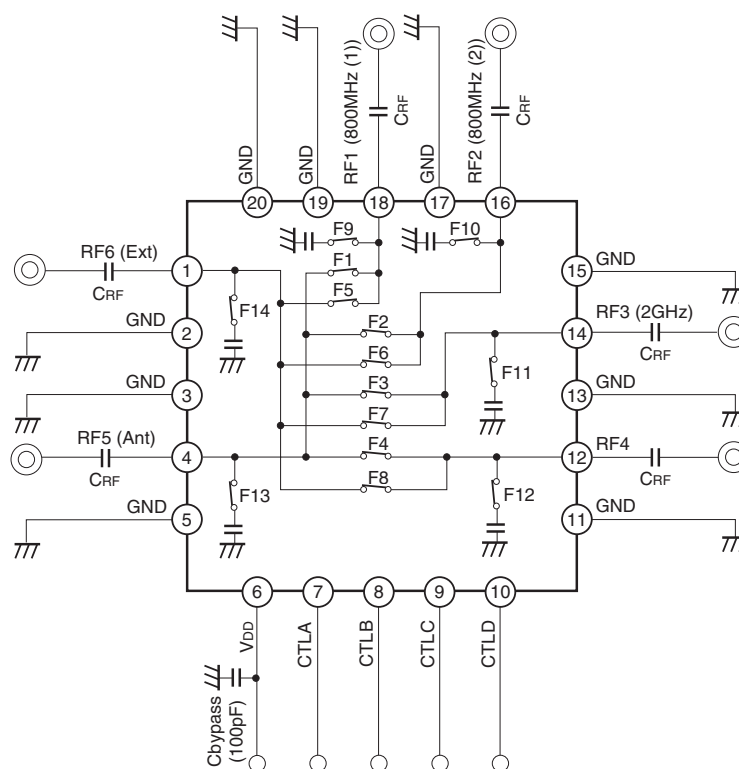 GND
GND
RF1 (800MHz (1))
CRF
GND
RF2 (800MHz (2))
CRF
20
19
18
17
16
F9
F10
F1
F5
RF6 (Ext)
CRF
1
F14
15
GND
F2
GND
2
14
RF3 (2GHz)
CRF
F6
F11
F3
GND
3
13
GND
F7
RF5 (Ant)
CRF
4
F4
12
RF4
CRF
F8
F13
F12
GND
5
11
GND
6
7
8
9
10
VDD
CTLA
CTLB
CTLC
CTLD
Cbypass
(100pF)